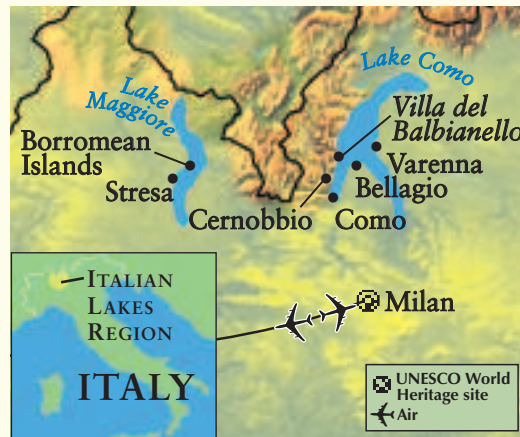 Lake Como
Lake
Maggiore
Villa del
Balbianello
Borromean
Islands
Varenna
Stresa
Bellagio
Cernobbio
Como
ITALIAN
LAKES
REGION
Milan
ITALY
UNESCO World
Heritage site
Air